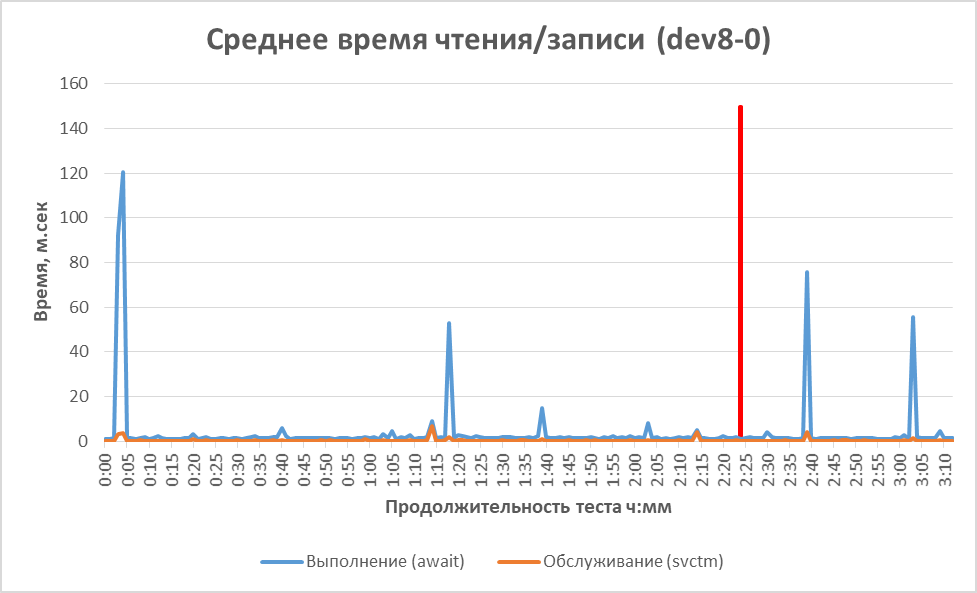 Среднее время чтения/записи (dev8-0)
Время, м.сек
160
140
120
100
80
60
40
20
0
0:00 0:05 0:10 0:15 0:20 0:25 0:30 0:35 0:40 0:45 0:50 0:55 1:00 1:05 1:10 1:15 1:20 1:25 1:30 1:35 1:40 1:45 1:50 1:55 2:00 2:05 2:10 2:15 2:20 2:25 2:30 2:35 2:40 2:45 2:50 2:55 3:00 3:05 3:10
Продолжительность теста ч:мм
Выполнение (await) Обслуживание (svctm)